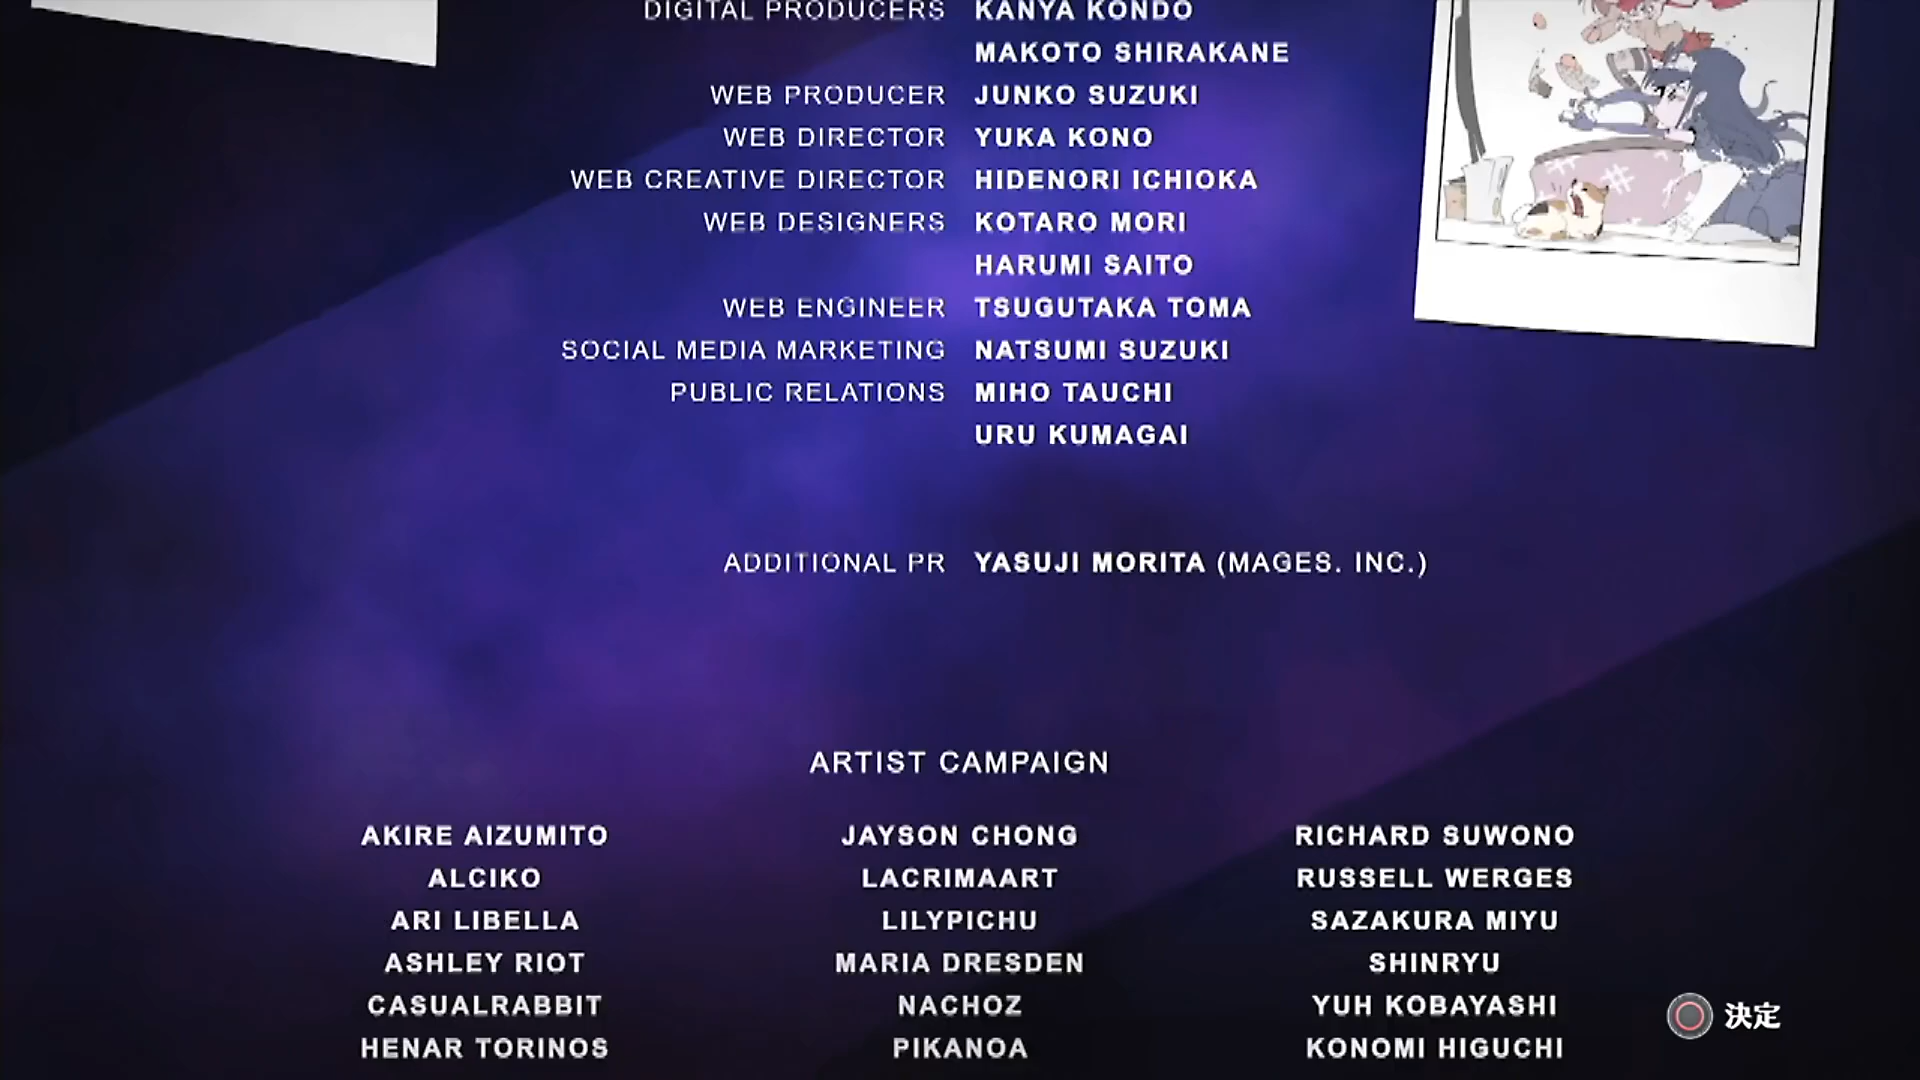 DIGITAL PRODUCERS KANYA KONDO
MAKOTO SHIRAKANE
WEB PRODUCER JUNKO SUZUKI
WEB DIRECTOR YUKA KONO
WEB CREATIVE DIRECTOR HIDENORI ICHIOKA
WEB DESIGNERS KOTARO MORI
HARUMI SAITO
WEB ENGINEER TSUGUTAKA TOMA
SOCIAL MEDIA MARKETING NATSUMI SUZUKI
PUBLIC RELATIONS MIHO TAUCHI
URU KUMAGAI
ADDITIONAL PR YASUJI MORITA (MAGES. INC.)
ARTIST CAMPAIGN
AKIRE AIZUMITO JAYSON CHONG RICHARD SUWONO
ALCIKO LACRIMAART RUSSELL WERGES
ARI LIBELLA LILYPICHU SAZAKURA MIYU
ASHLEY RIOT MARIA DRESDEN SHINRYU
CASUALRABBIT NACHOZ YUH KOBAYASHI
HENAR TORINOS PIKANOA KONOMI HIGUCHI
決定